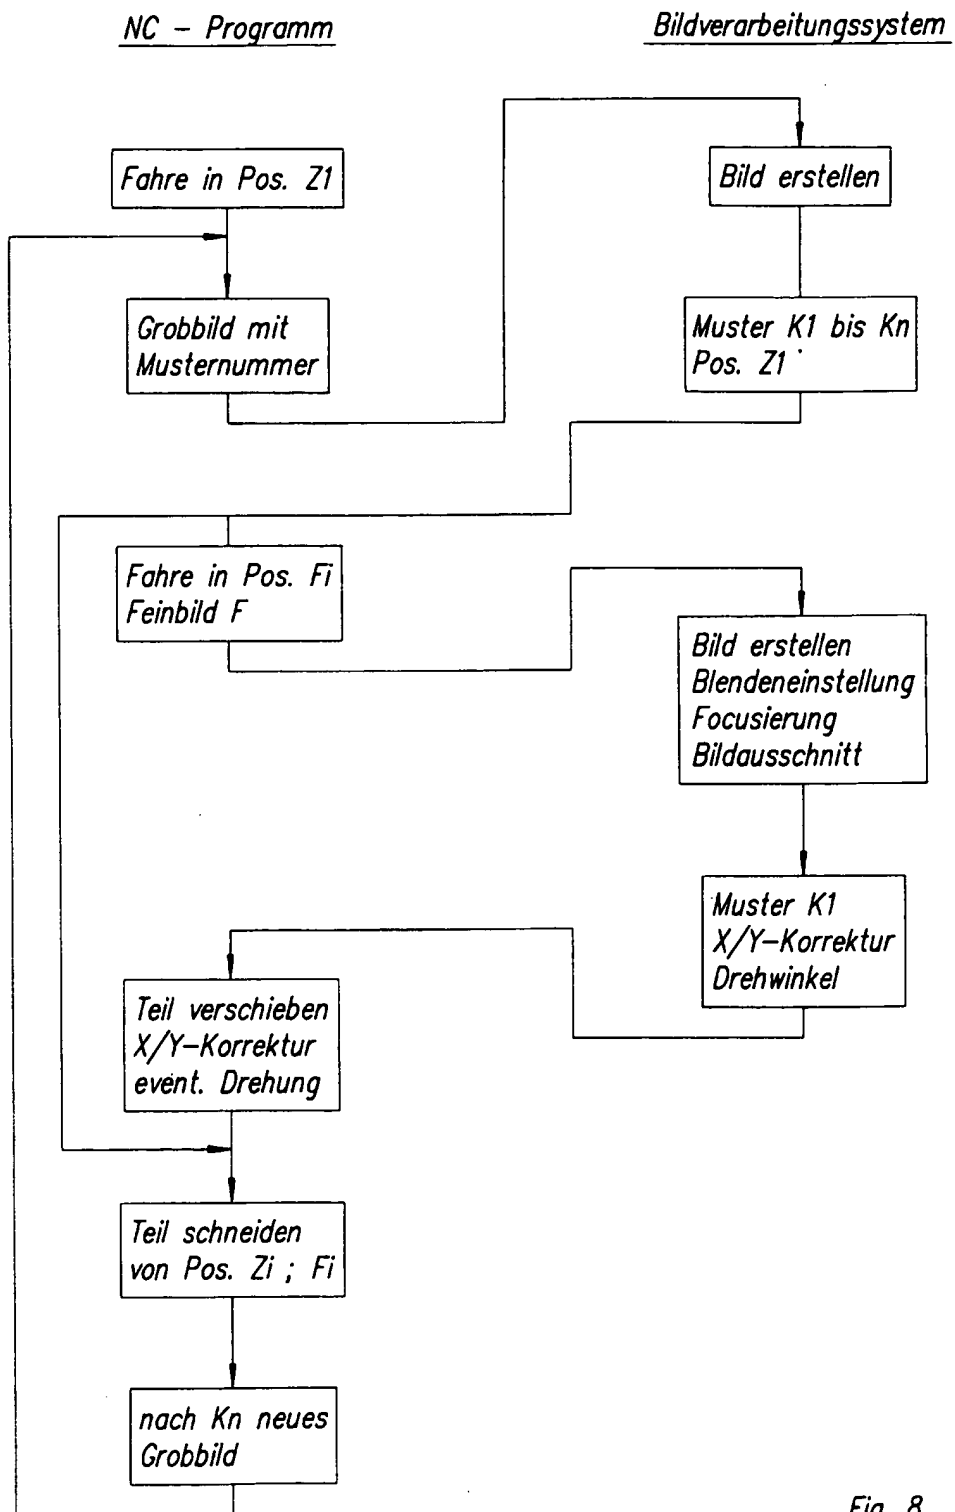 NC - Programm
Bildverarbeitungssystem
Fahre in Pos. Z1
Bild erstellen
Grobbild mit
Musternummer
Muster K1 bis Kn
Pos. Z1
Fahre in Pos. Fi
Feinbild F
Bild erstellen
Blendeneinstellung
Focusierung
Bildausschnitt
Muster K1
X/Y-Korrektur
Drehwinkel
Teil verschieben
X/Y-Korrektur
event. Drehung
Teil schneiden
von Pos. Zi ; Fi
nach Kn neues
Grobbild
Fig. 8